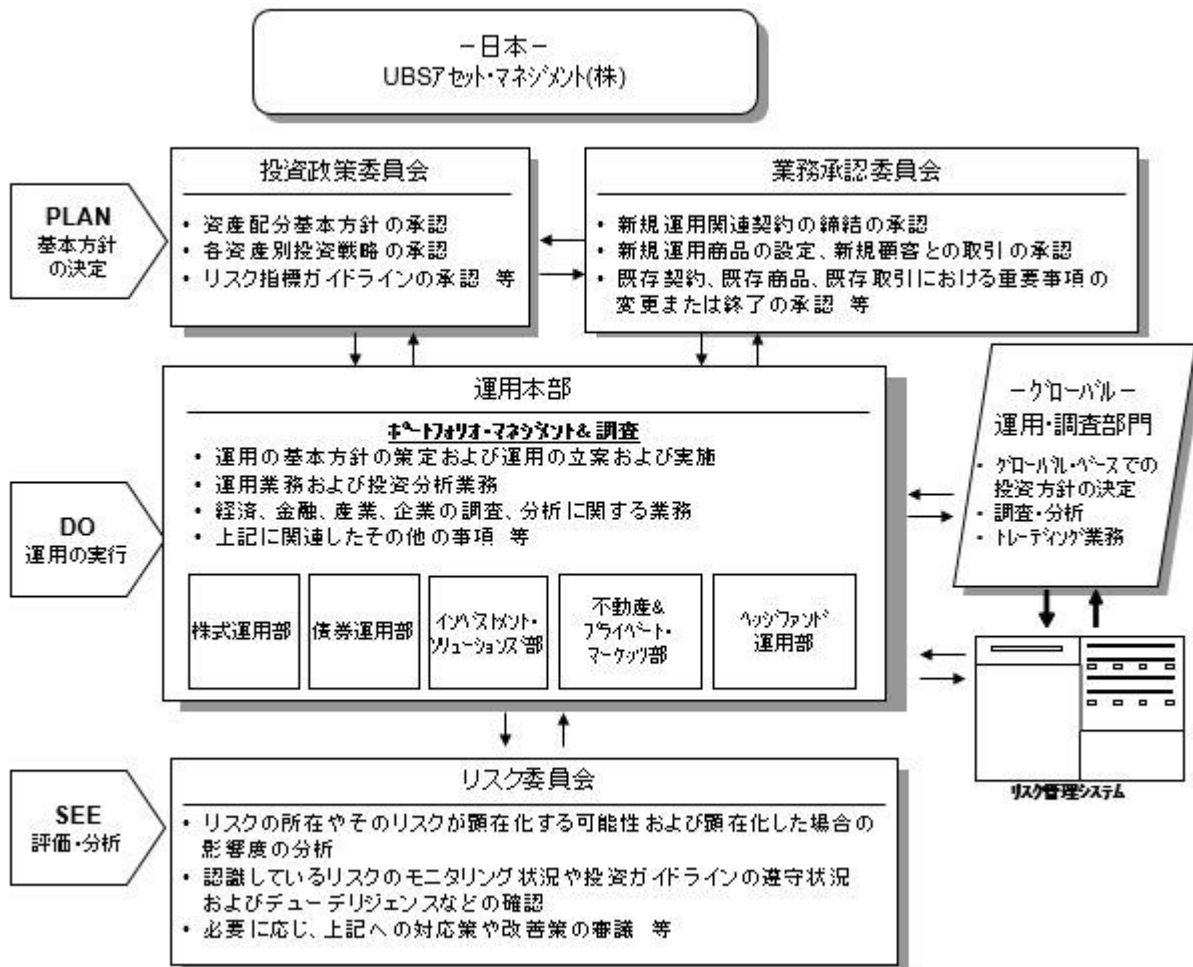 －日本－
UBSアセット・マネジメント(株)
PLAN
基本方針
の決定
投資政策委員会
・ 資産配分基本方針の承認
・ 各資産別投資戦略の承認
・ リスク指標ガイドラインの承認 等
業務承認委員会
・ 新規運用関連契約の締結の承認
・ 新規運用商品の設定、新規顧客との取引の承認
・ 既存契約、既存商品、既存取引における重要事項の
変更または終了の承認 等
DO
運用の実行
運用本部
ポートフォリオ・マネジメント&調査
・ 運用の基本方針の策定および運用の立案および実施
・ 運用業務および投資分析業務
・ 経済、金融、産業、企業の調査、分析に関する業務
・ 上記に関連したその他の事項 等
株式運用部
債券運用部
インベストメント・
ソリューションズ部
不動産&
プライベート・
マーケッツ部
ヘッジファンド
運用部
－グローバル－
運用・調査部門
・ グローバル・ベースでの
投資方針の決定
・ 調査・分析
・ トレーディング業務
リスク管理システム
SEE
評価・分析
リスク委員会
・ リスクの所在やそのリスクが顕在化する可能性および顕在化した場合の
影響度の分析
・ 認識しているリスクのモニタリング状況や投資ガイドラインの遵守状況
およびデューデリジェンスなどの確認
・ 必要に応じ、上記への対応策や改善策の審議 等